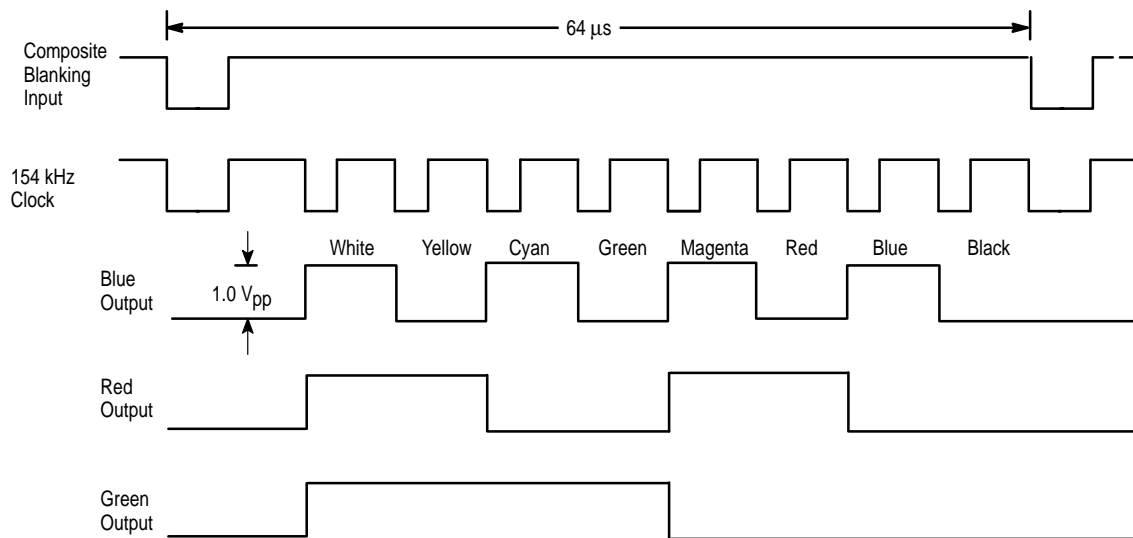 64 μs
Composite
Blanking
Input
154 kHz
Clock
White Yellow Cyan Green Magenta Red Blue Black
Blue
Output
1.0 Vpp
Red
Output
Green
Output